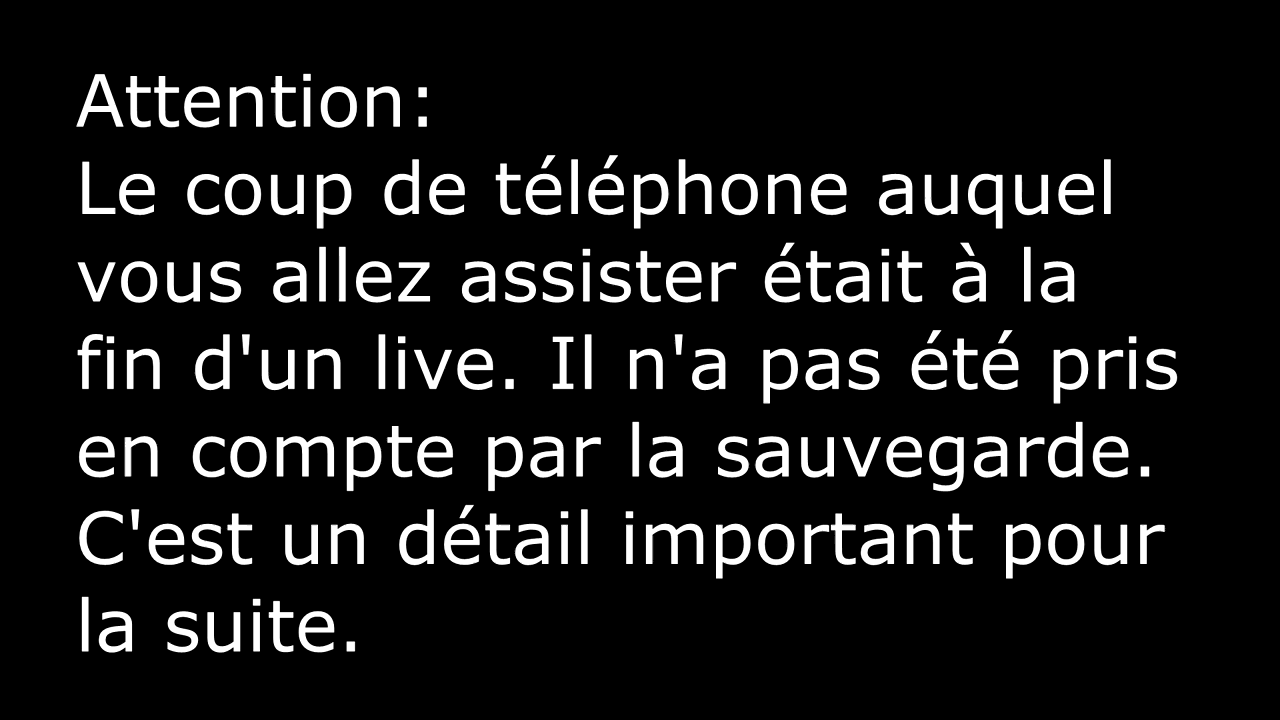 Attention:
Le coup de téléphone auquel
vous allez assister était à la
fin d'un live. Il n'a pas été pris
en compte par la sauvegarde.
C'est un détail important pour
la suite.